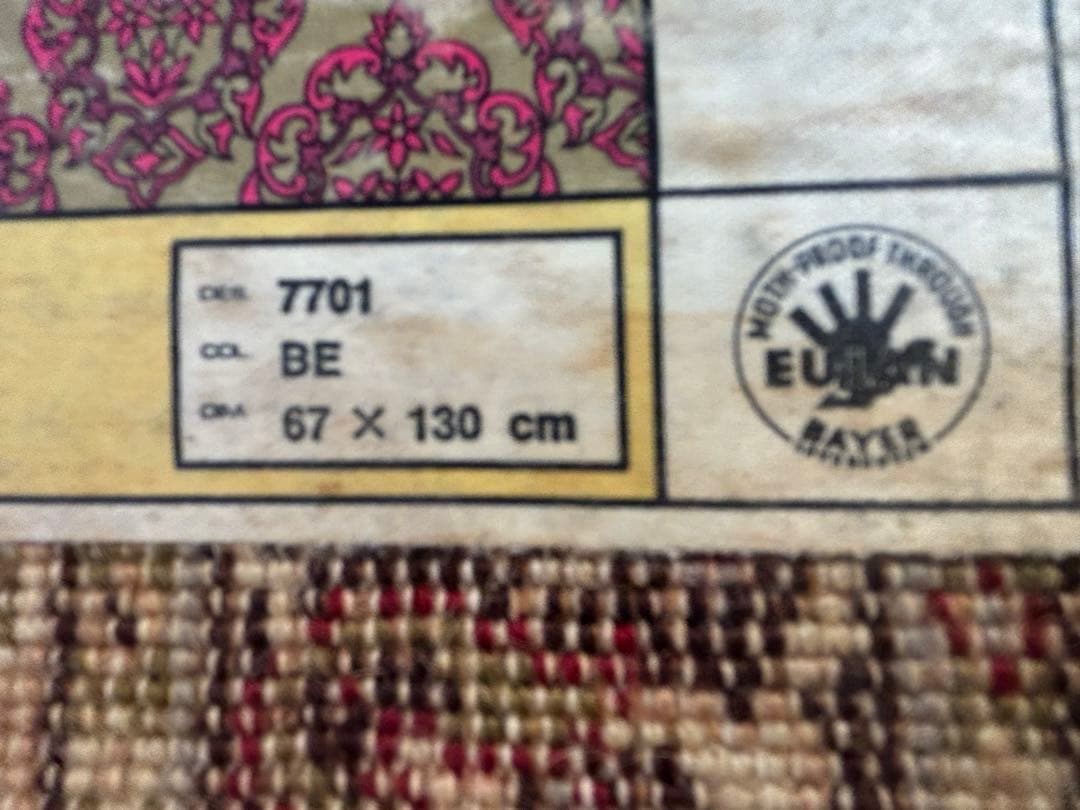 DES. 7701
COL. BE
DIM. 67 X 130 cm
MOTH-PROOF THROUGH
EULAN
BAYER